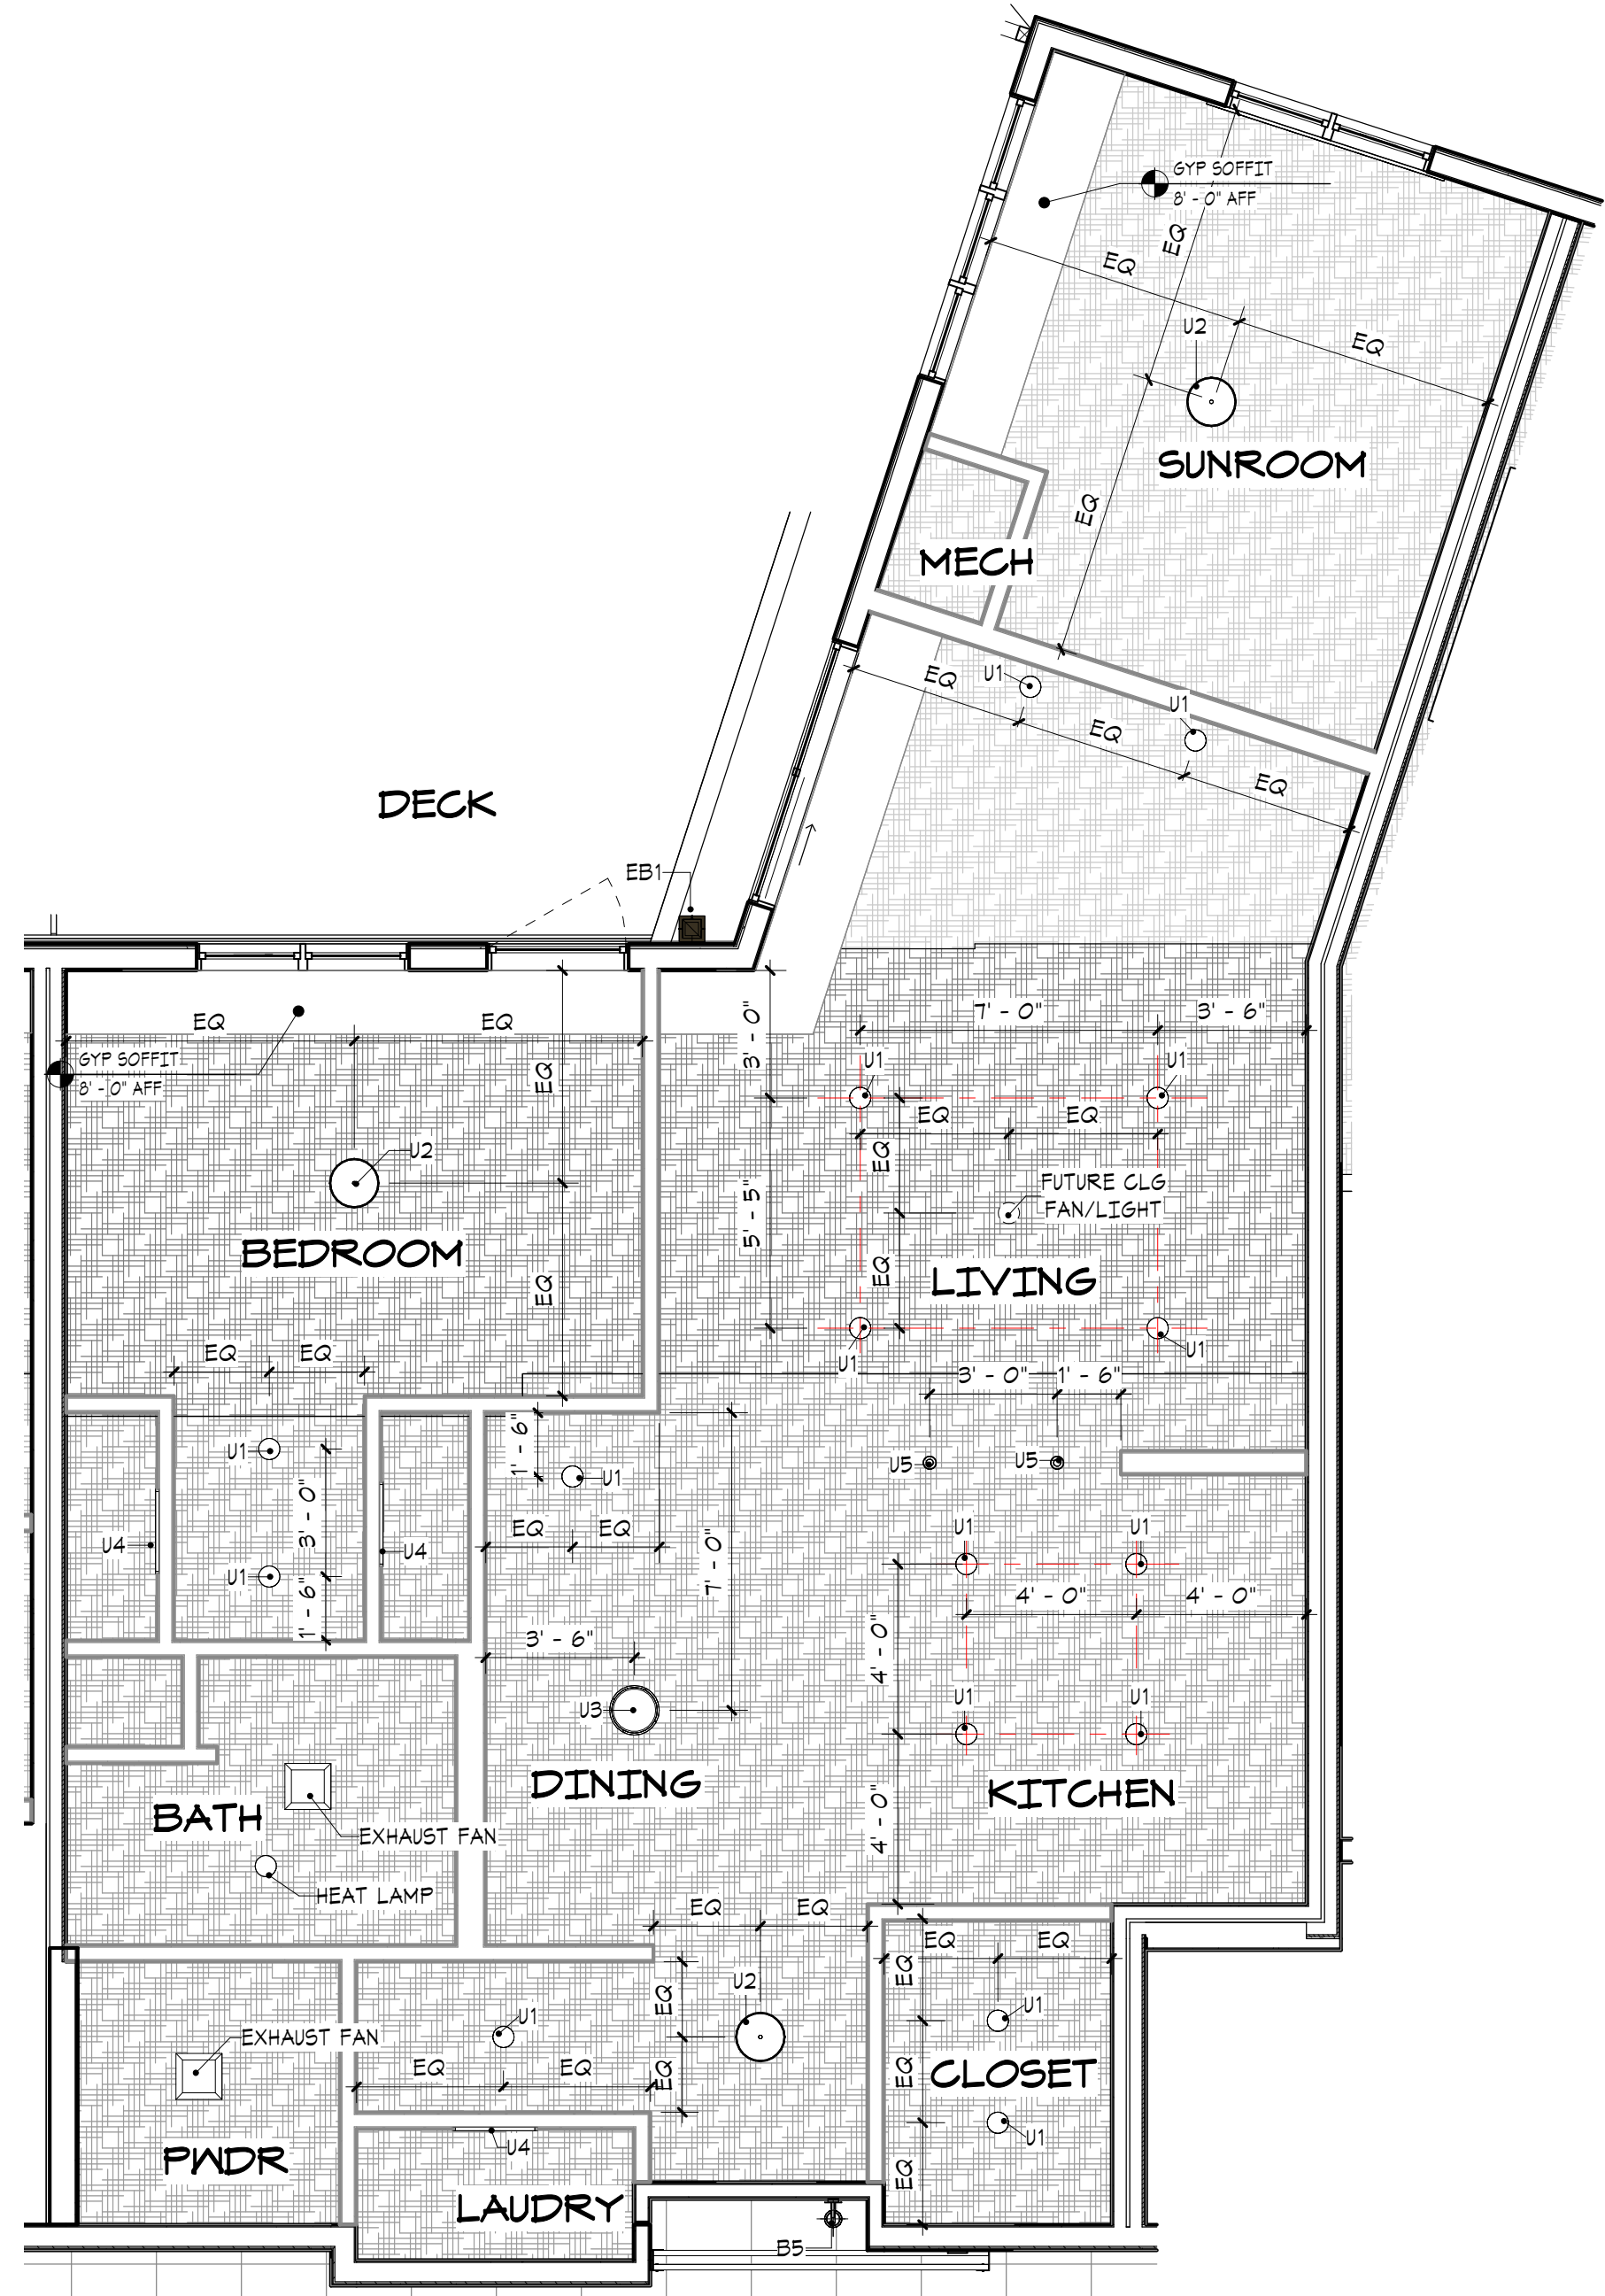 GYP SOFFIT
8' - 0" AFF
EQ
EQ
U2
EQ
SUNROOM
EQ
MECH
EQ
U1
U1
EQ
EQ
DECK
EB1
7' - 0"
3' - 6"
EQ
EQ
3' - 0"
GYP SOFFIT
8' - 0" AFF
EQ
U1
U1
EQ
EQ
EQ
U2
FUTURE CLG
FAN/LIGHT
5' - 5"
BEDROOM
EQ
EQ
LIVING
EQ
EQ
U1
U1
3' - 0"
1' - 6"
1' - 6"
U1
U5
U5
U1
3' - 0"
EQ
EQ
U1
U1
U4
U4
7' - 0"
U1
1' - 6"
4' - 0"
4' - 0"
3' - 6"
4' - 0"
U3
U1
U1
DINING
KITCHEN
BATH
EXHAUST FAN
4' - 0"
HEAT LAMP
EQ
EQ
EQ
EQ
EQ
U2
EQ
U1
U1
EXHAUST FAN
EQ
EQ
EQ
EQ
CLOSET
U1
U4
PWDR
EQ
LAUDRY
B5